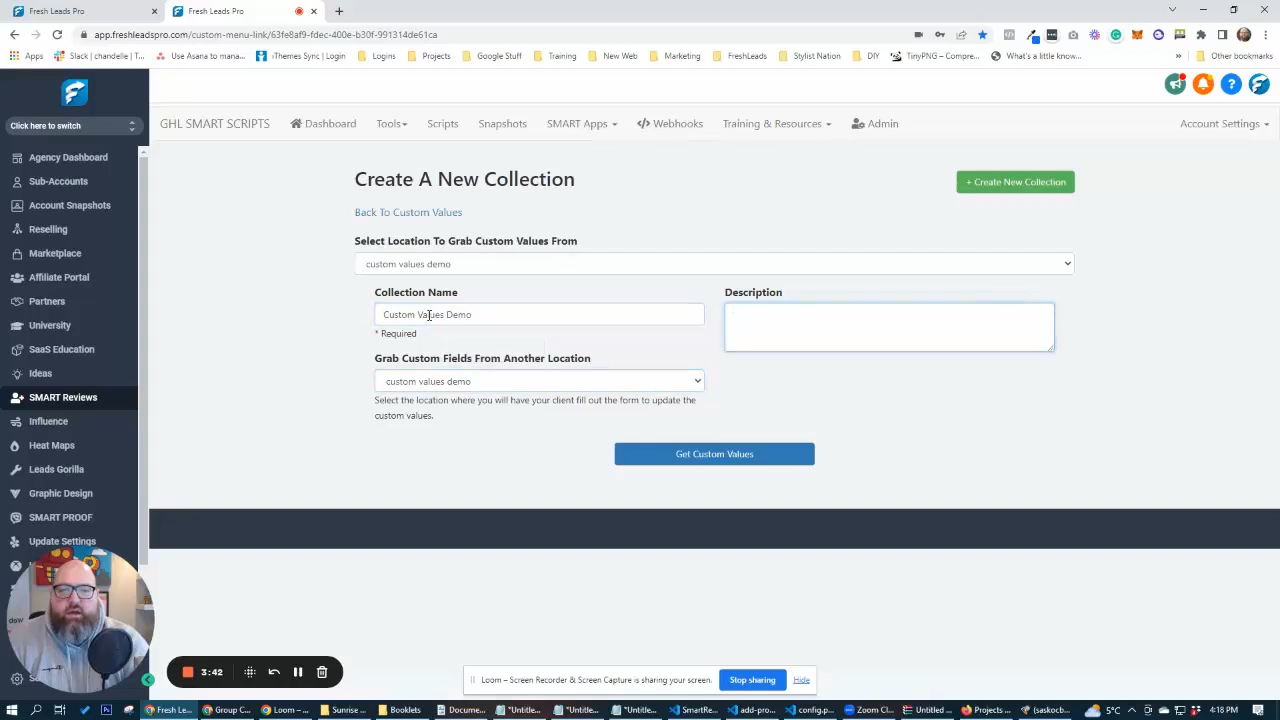 Fresh Leads Pro
Fresh Leads Pro
app.freshleadspro.com/custom-menu-link/63fe8af9-fdec-400e-b30f-991314de61ca
Apps
Slack | chandelle | T...
Use Asana to mana...
iThemes Sync | Login
Logins
Projects
Google Stuff
Training
New Web
Marketing
FreshLeads
Stylist Nation
DIY
TinyPNG – Compre...
What's a little know...
»
Other bookmarks
Click here to switch
GHL SMART SCRIPTS
Dashboard
Tools
Scripts
Snapshots
SMART Apps
Webhooks
Training & Resources
Admin
Account Settings
Agency Dashboard
Sub-Accounts
Account Snapshots
Reselling
Marketplace
Affiliate Portal
Partners
University
SaaS Education
Ideas
SMART Reviews
Influence
Heat Maps
Leads Gorilla
Graphic Design
SMART PROOF
Update Settings
Create A New Collection
+ Create New Collection
Back To Custom Values
Select Location To Grab Custom Values From
custom values demo
Collection Name
Description
Custom Values Demo
* Required
Grab Custom Fields From Another Location
custom values demo
Select the location where you will have your client fill out the form to update the
custom values.
Get Custom Values
3:42
Loom – Screen Recorder & Screen Capture is sharing your screen.
Stop sharing
Hide
Fresh Le...
Group C...
Loom –...
Sunrise ...
Booklets
Docume...
*Untitle...
*Untitle...
*Untitle...
SmartRe...
add-pro...
config.p...
Zoom Cl...
Untitled ...
Projects ...
(saskocb...
5°C
4:18 PM